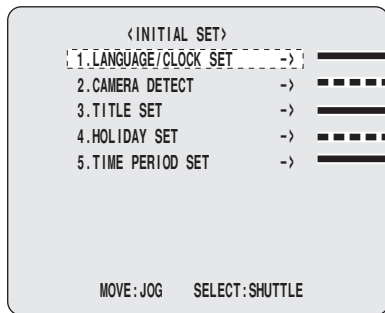 <INITIAL SET>
1.LANGUAGE/CLOCK SET ->
2.CAMERA DETECT ->
3.TITLE SET ->
4.HOLIDAY SET ->
5.TIME PERIOD SET ->
MOVE:JOG SELECT:SHUTTLE